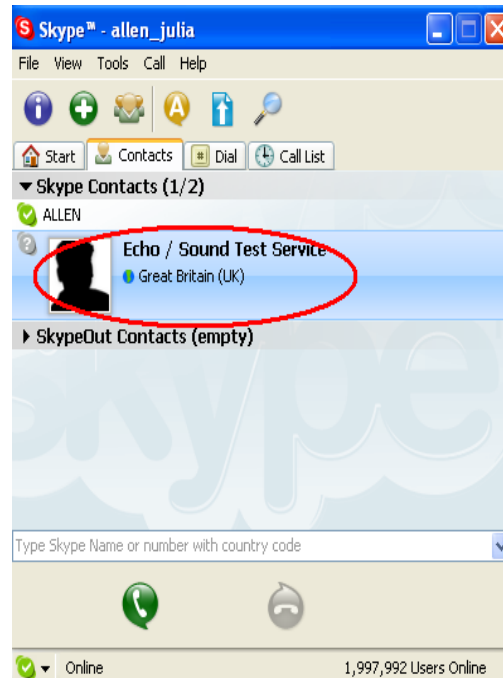 Skype™ - allen_julia
File View Tools Call Help
A
Start Contacts # Dial Call List
Skype Contacts (1/2)
ALLEN
Echo / Sound Test Service
Great Britain (UK)
SkypeOut Contacts (empty)
skype
Type Skype Name or number with country code
Online 1,997,992 Users Online